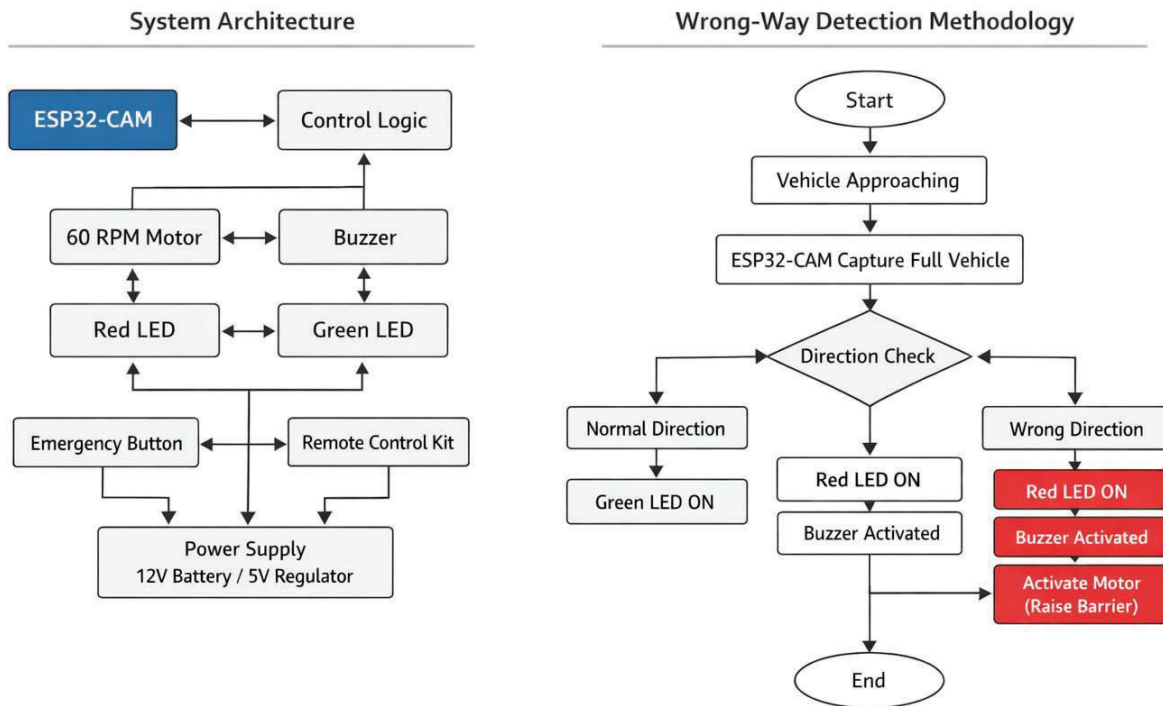 System Architecture
ESP32-CAM
Control Logic
60 RPM Motor
Buzzer
Red LED
Green LED
Emergency Button
Remote Control Kit
Power Supply
12V Battery / 5V Regulator
Wrong-Way Detection Methodology
Start
Vehicle Approaching
ESP32-CAM Capture Full Vehicle
Direction Check
Normal Direction
Green LED ON
Red LED ON
Buzzer Activated
Wrong Direction
Red LED ON
Buzzer Activated
Activate Motor
(Raise Barrier)
End